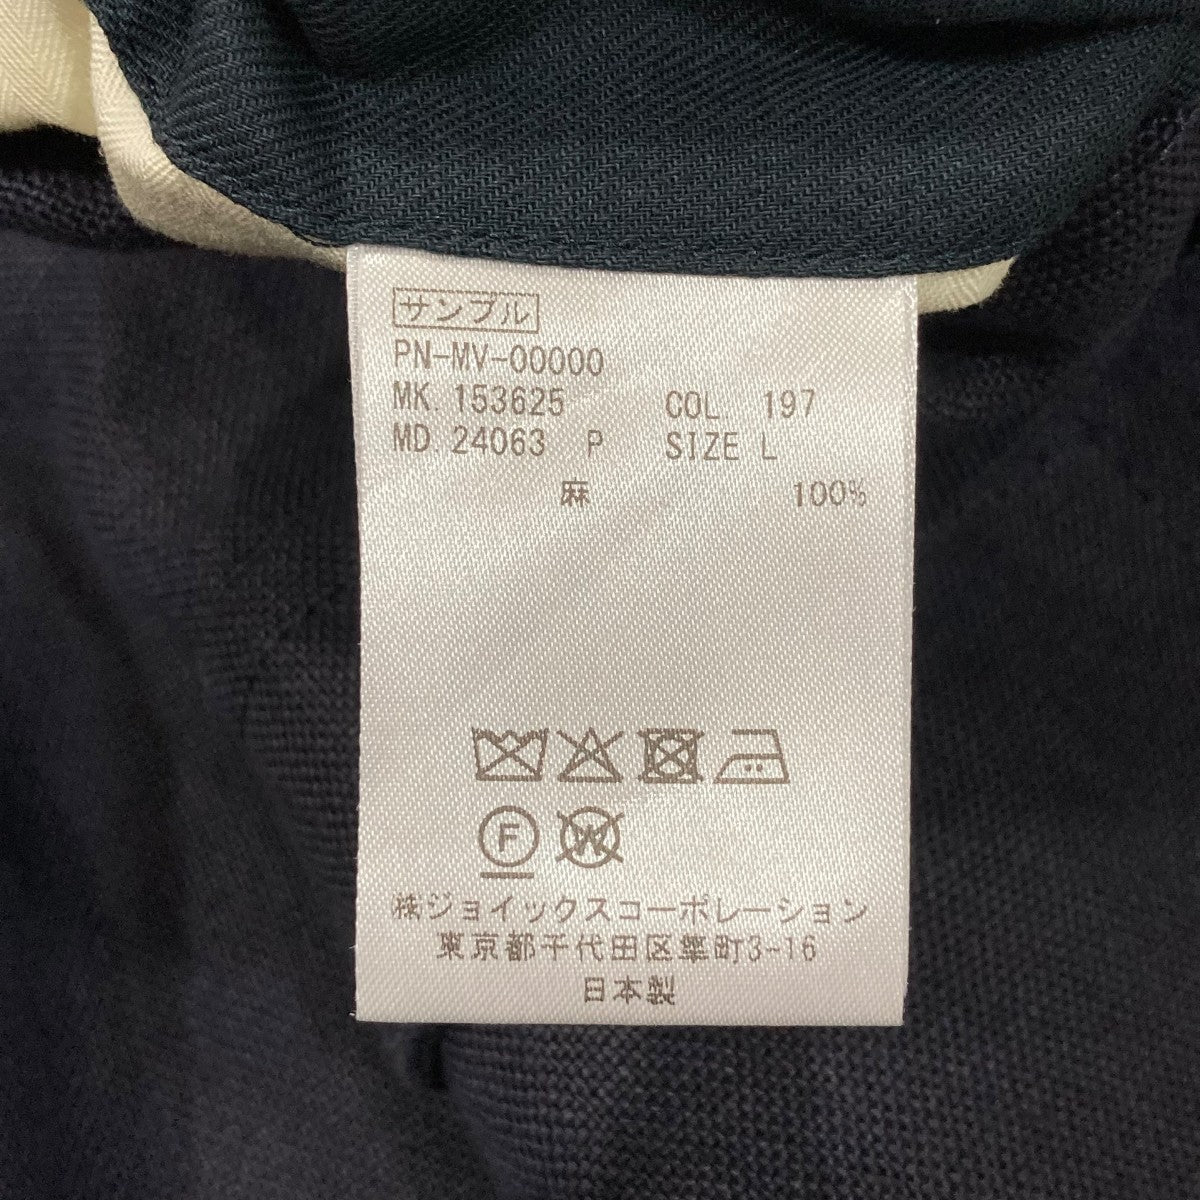 サンプル
PN-MV-00000
MK. 153625 COL 197
MD. 24063 P SIZE L
麻 100%
F
W
㈱ジョイックスコーポレーション
東京都千代田区隼町3-16
日本製